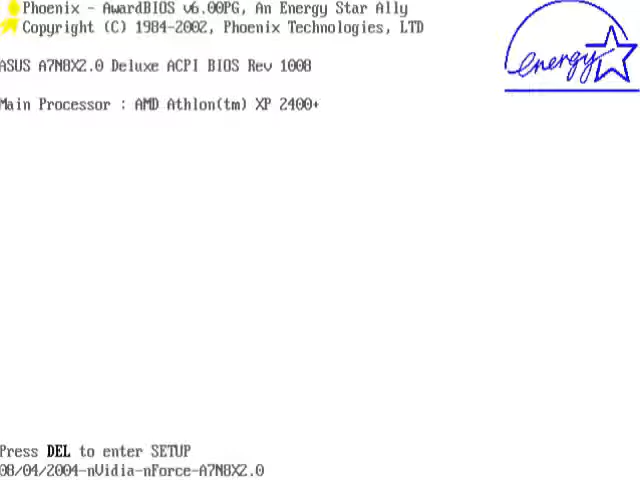 Phoenix - AwardBIOS v6.00PG, An Energy Star Ally
Copyright (C) 1984-2002, Phoenix Technologies, LTD
energy
ASUS A7N8X2.0 Deluxe ACPI BIOS Rev 1008
Main Processor : AMD Athlon(tm) XP 2400+
Press DEL to enter SETUP
08/04/2004-nVidia-nForce-A7N8X2.0